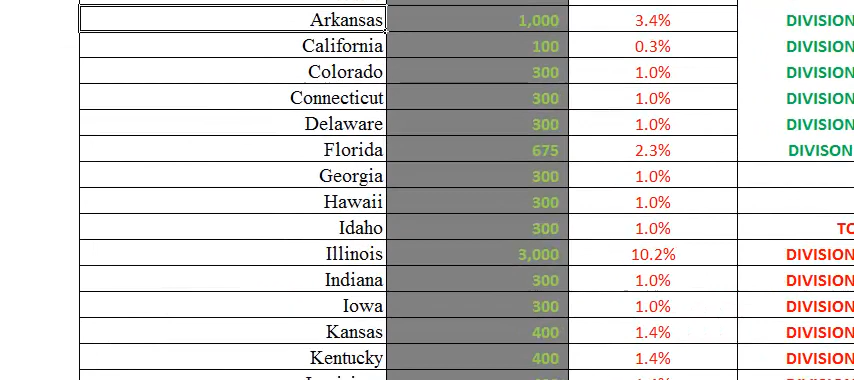 Arkansas 1,000 3.4% DIVISION
California 100 0.3% DIVISION
Colorado 300 1.0% DIVISION
Connecticut 300 1.0% DIVISION
Delaware 300 1.0% DIVISION
Florida 675 2.3% DIVISON
Georgia 300 1.0%
Hawaii 300 1.0%
Idaho 300 1.0% TO
Illinois 3,000 10.2% DIVISION
Indiana 300 1.0% DIVISION
Iowa 300 1.0% DIVISION
Kansas 400 1.4% DIVISION
Kentucky 400 1.4% DIVISION